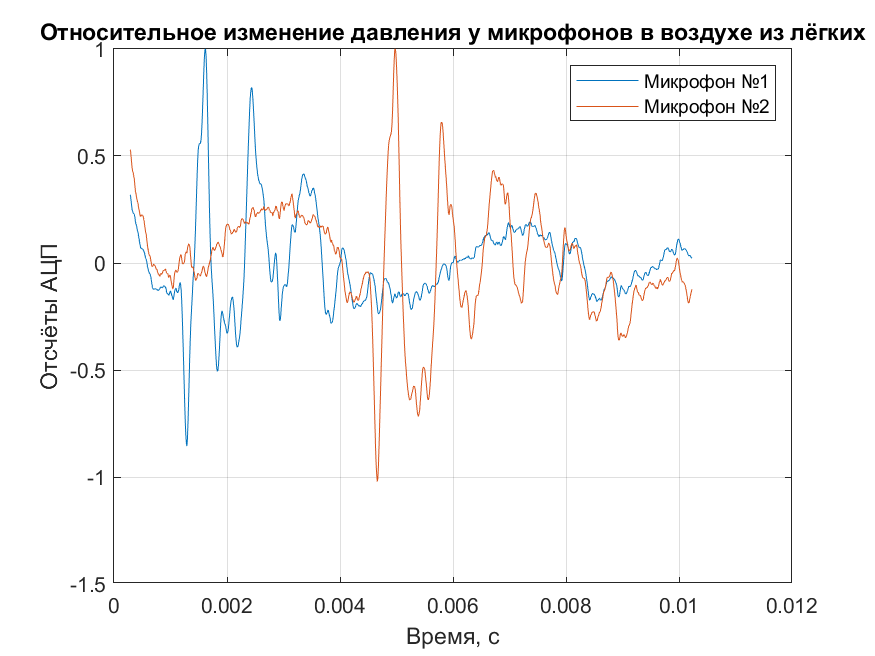 Относительное изменение давления у микрофонов в воздухе из лёгких
Микрофон №1
Микрофон №2
Отсчёты АЦП
1
0.5
0
-0.5
-1
-1.5
0
0.002
0.004
0.006
0.008
0.01
0.012
Время, с